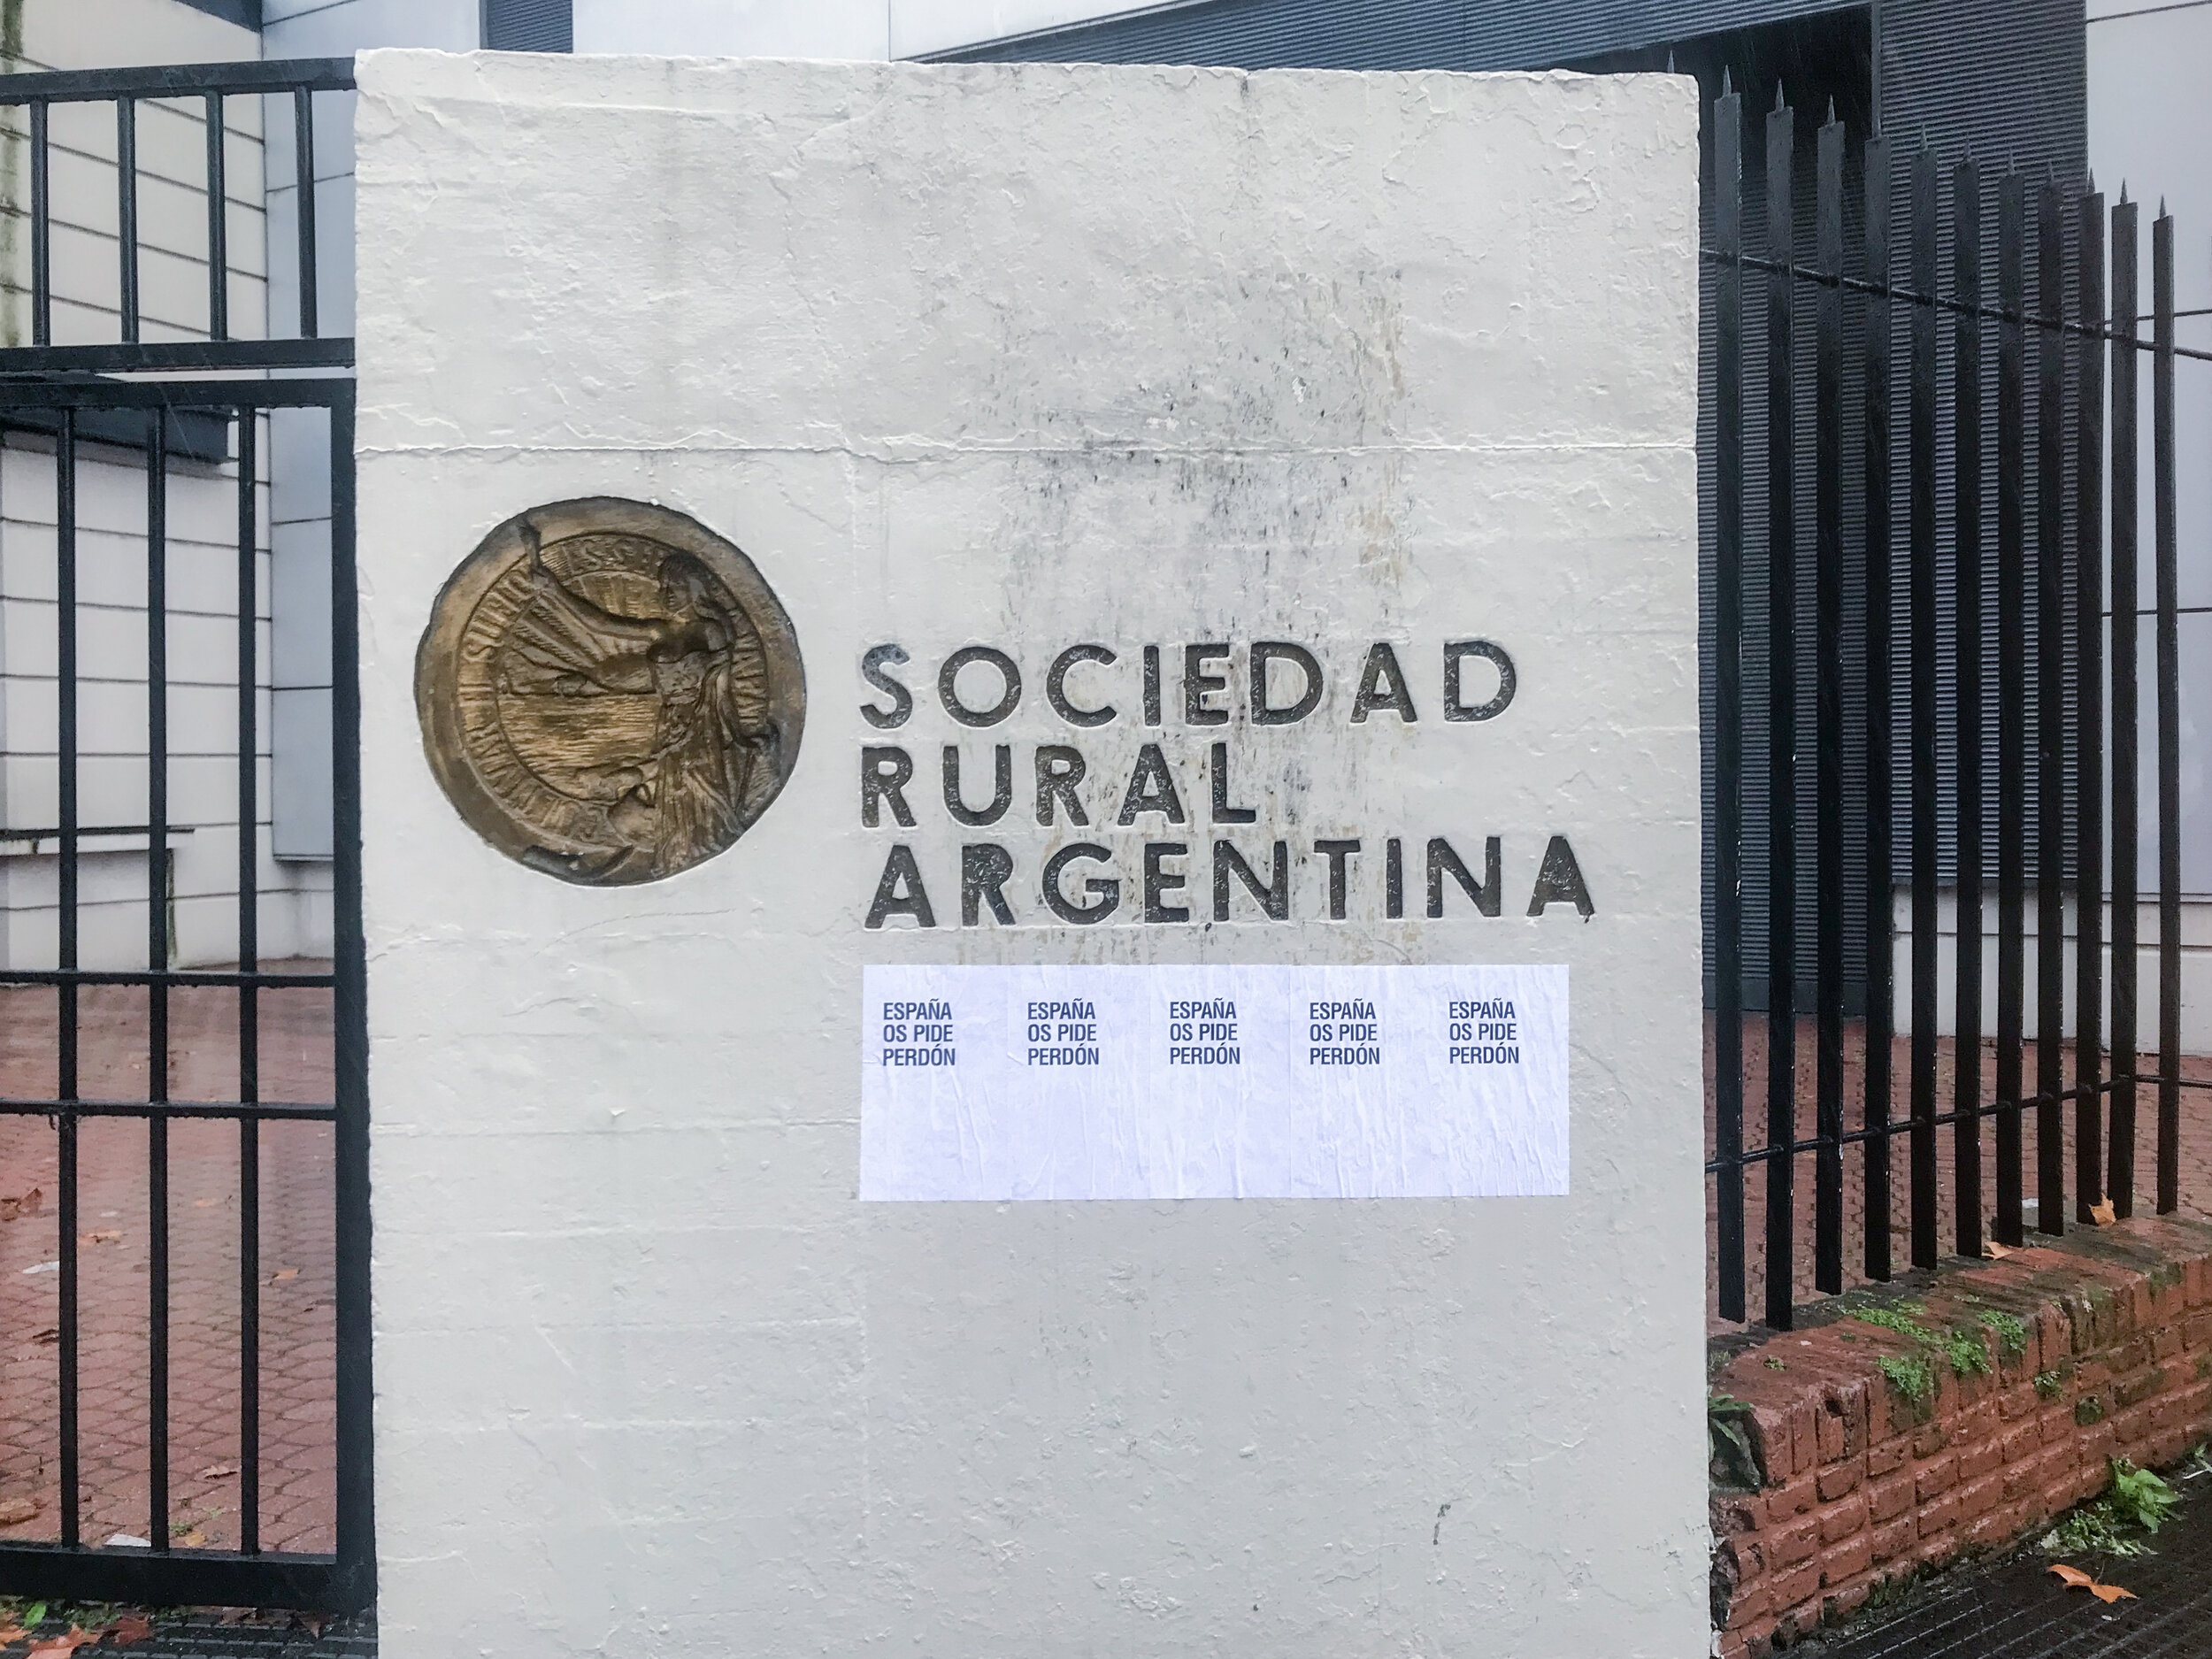 SOCIEDAD
RURAL
ARGENTINA
ESPAÑA
OS PIDE
PERDÓN
ESPAÑA
OS PIDE
PERDÓN
ESPAÑA
OS PIDE
PERDÓN
ESPAÑA
OS PIDE
PERDÓN
ESPAÑA
OS PIDE
PERDÓN